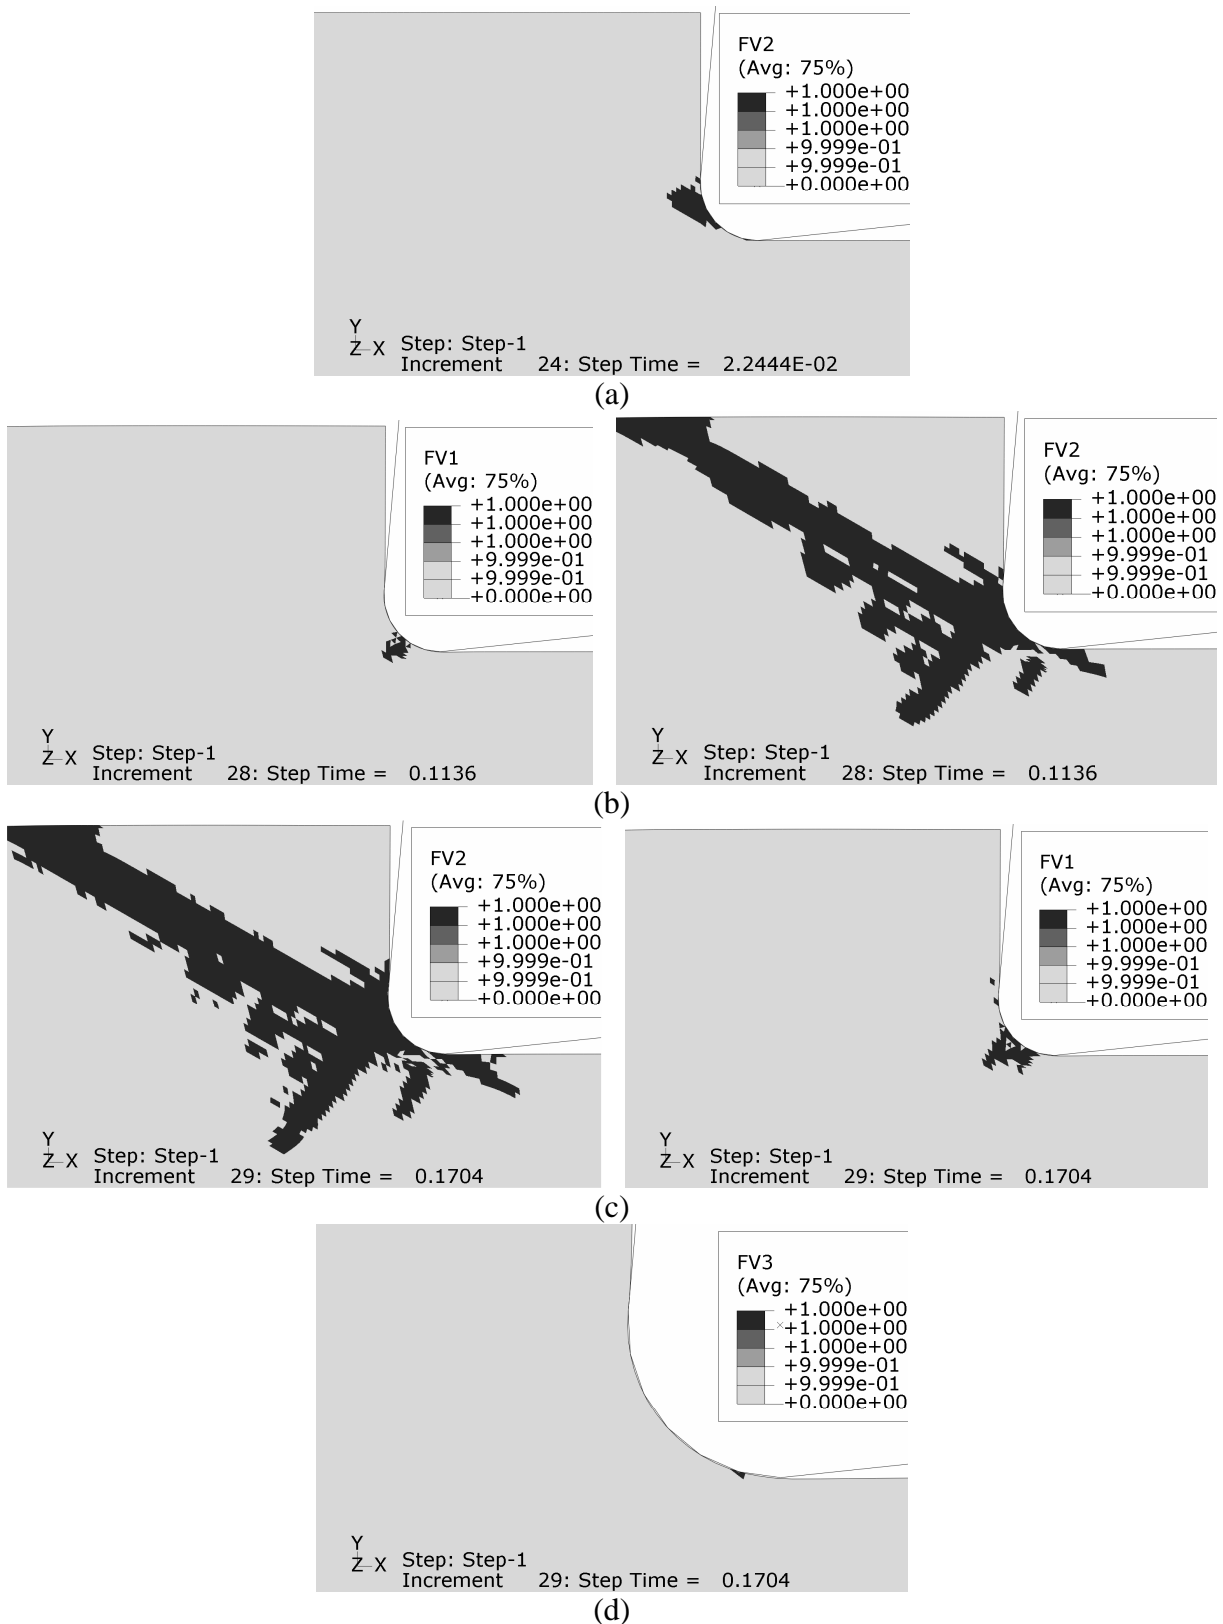 FV2
(Avg: 75%)
+1.000e+00
+1.000e+00
+1.000e+00
+9.999e-01
+9.999e-01
+0.000e+00
Y
Z X
Step: Step-1
Increment 24: Step Time = 2.2444E-02
(a)
FV1
(Avg: 75%)
+1.000e+00
+1.000e+00
+1.000e+00
+9.999e-01
+9.999e-01
+0.000e+00
Y
Z X
Step: Step-1
Increment 28: Step Time = 0.1136
FV2
(Avg: 75%)
+1.000e+00
+1.000e+00
+1.000e+00
+9.999e-01
+9.999e-01
+0.000e+00
Y
Z X
Step: Step-1
Increment 28: Step Time = 0.1136
(b)
FV2
(Avg: 75%)
+1.000e+00
+1.000e+00
+1.000e+00
+9.999e-01
+9.999e-01
+0.000e+00
Y
Z X
Step: Step-1
Increment 29: Step Time = 0.1704
FV1
(Avg: 75%)
+1.000e+00
+1.000e+00
+1.000e+00
+9.999e-01
+9.999e-01
+0.000e+00
Y
Z X
Step: Step-1
Increment 29: Step Time = 0.1704
(c)
FV3
(Avg: 75%)
+1.000e+00
+1.000e+00
+1.000e+00
+9.999e-01
+9.999e-01
+0.000e+00
Y
Z X
Step: Step-1
Increment 29: Step Time = 0.1704
(d)